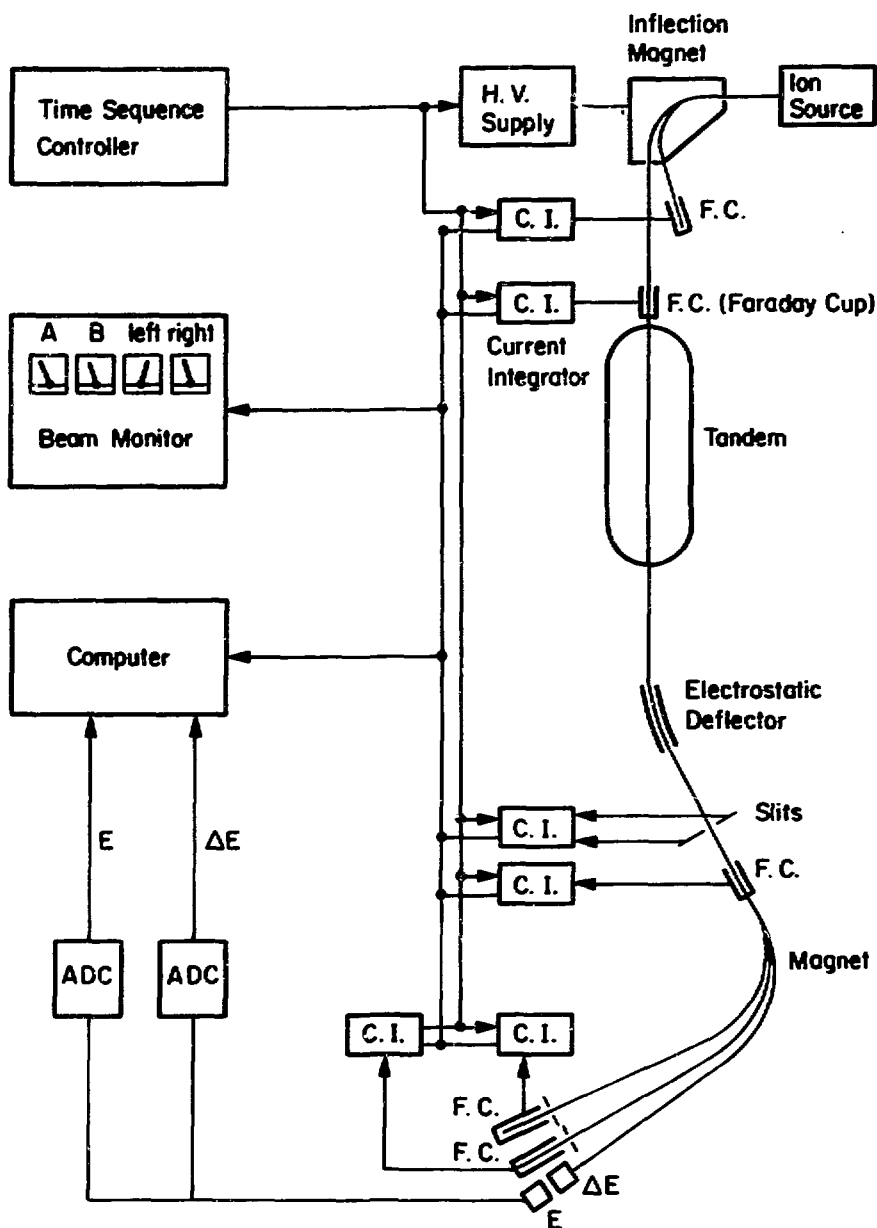 Inflection
Magnet
Time Sequence
Controller
H. V.
Supply
Ion
Source
C. I.
F. C.
C. I.
F. C. (Faraday Cup)
Current
Integrator
A B left right
Beam Monitor
Tandem
Computer
Electrostatic
Deflector
E
ΔE
C. I.
Slits
C. I.
F. C.
ADC
ADC
Magnet
C. I.
C. I.
F. C.
F. C.
ΔE
E